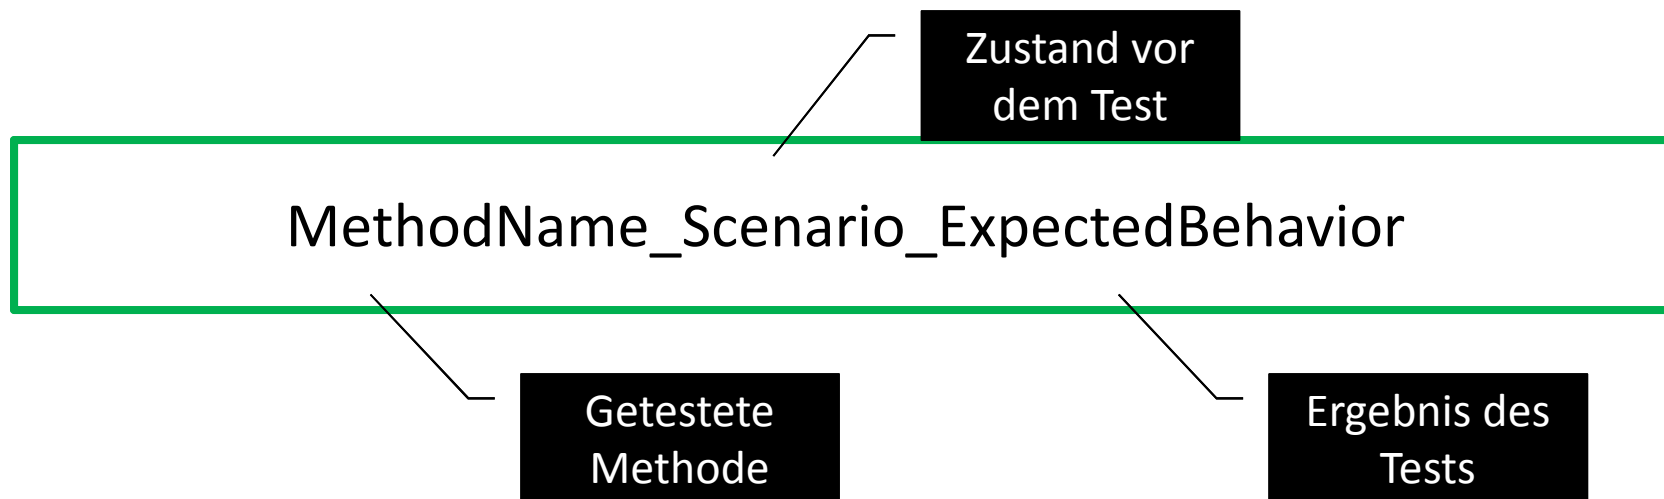 Zustand vor
dem Test
MethodName_Scenario_ExpectedBehavior
Getestete
Methode
Ergebnis des
Tests